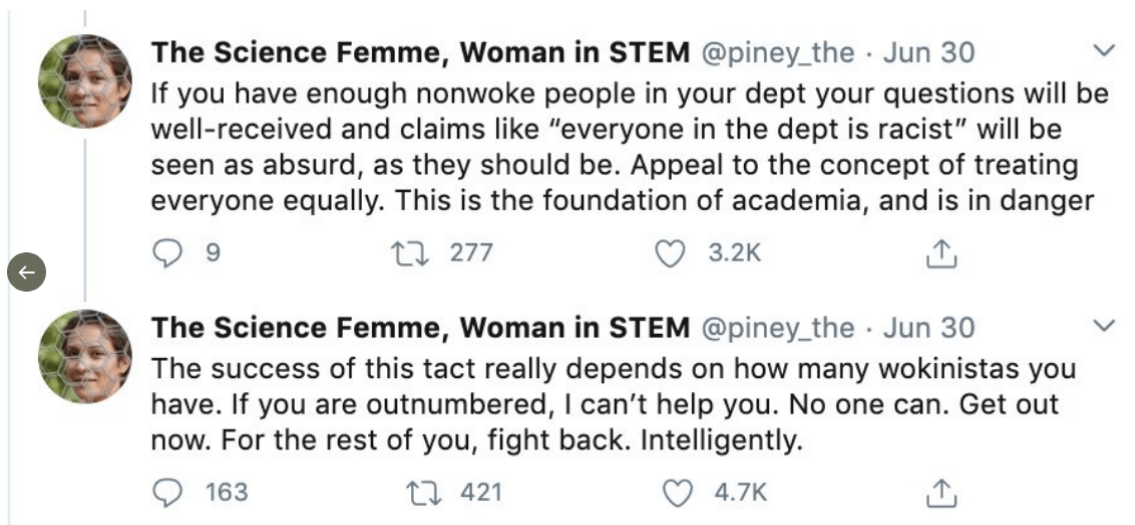 The Science Femme, Woman in STEM @piney_the · Jun 30
If you have enough nonwoke people in your dept your questions will be
well-received and claims like “everyone in the dept is racist” will be
seen as absurd, as they should be. Appeal to the concept of treating
everyone equally. This is the foundation of academia, and is in danger
9 277 3.2K
The Science Femme, Woman in STEM @piney_the · Jun 30
The success of this tact really depends on how many wokinistas you
have. If you are outnumbered, I can’t help you. No one can. Get out
now. For the rest of you, fight back. Intelligently.
163 421 4.7K